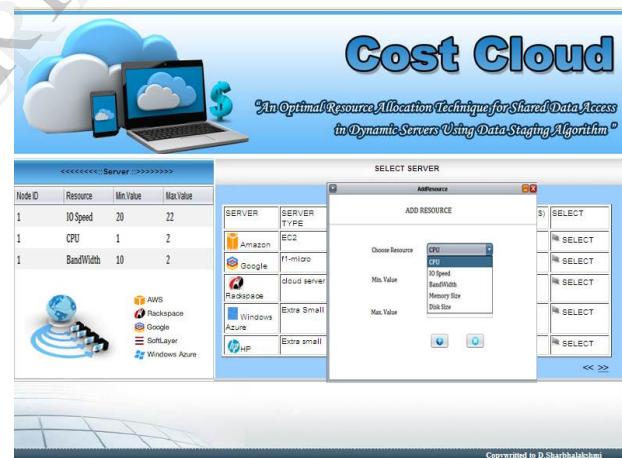 Cost Cloud
"An Optimal Resource Allocation Technique for Shared Data Access
in Dynamic Servers Using Data Staging Algorithm "
<<<<<<<<::Server ::>>>>>>>>
Node ID Resource Min.Value Max.Value
1 IO Speed 20 22
1 CPU 1 2
1 BandWidth 10 2
AWS
Rackspace
Google
SoftLayer
Windows Azure
SELECT SERVER
SERVER SERVER TYPE S) SELECT
Amazon EC2 SELECT
Google f1-micro SELECT
Rackspace cloud server SELECT
Windows Azure Extra Small SELECT
HP Extra small SELECT
<< >>
AddResource
ADD RESOURCE
Choose Resource CPU
CPU
IO Speed
BandWidth
Memory Size
Disk Size
Min. Value
Max. Value
Copywritted to D.Sharbhalakshmi